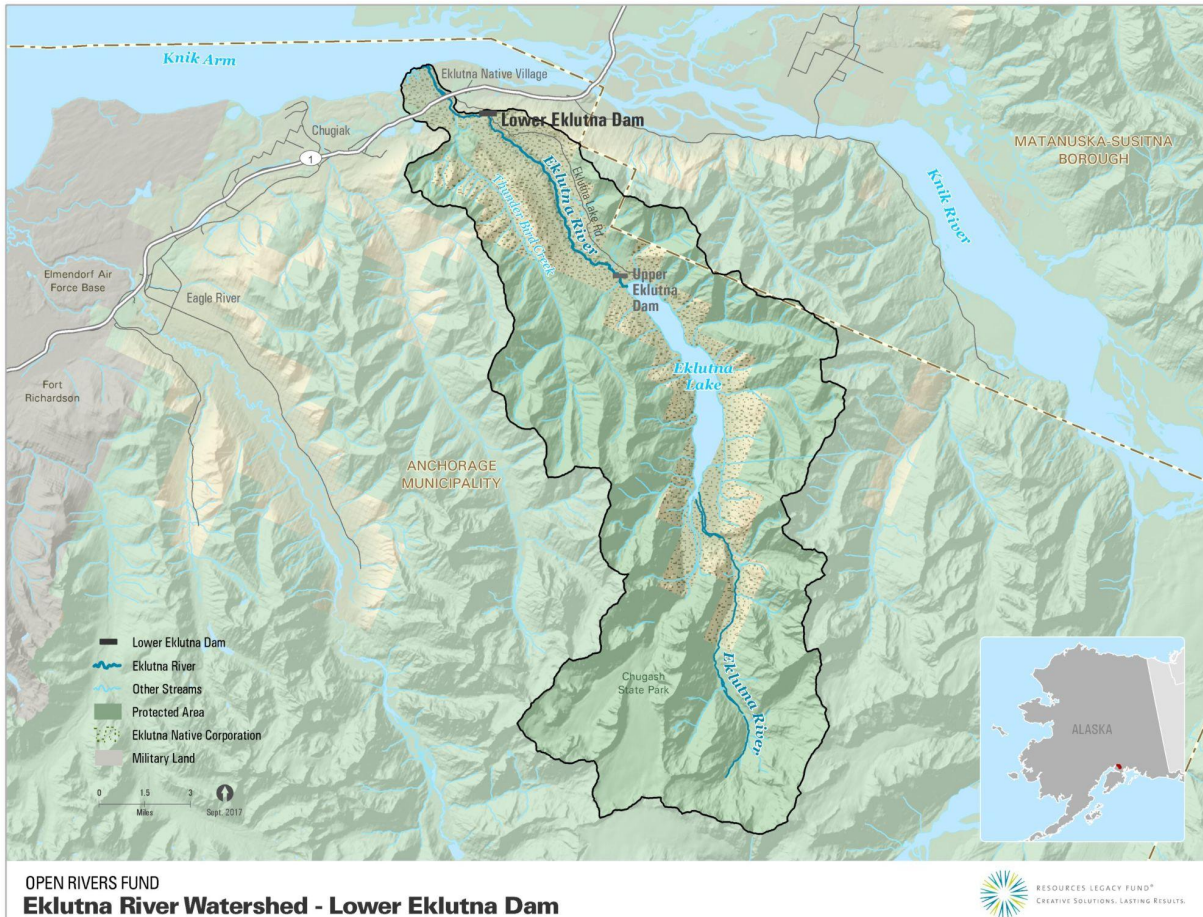 Knik Arm
Eklutna Native Village
Lower Eklutna Dam
Chugiak
1
MATANUSKA-SUSITNA
BOROUGH
Eklutna River
Eklutna Lake Rd
Thunder Bird Creek
Knik River
Elmendorf Air
Force Base
Eagle River
Upper
Eklutna
Dam
Eklutna
Lake
Fort
Richardson
ANCHORAGE
MUNICIPALITY
Chugash
State Park
Eklutna River
Lower Eklutna Dam
Eklutna River
Other Streams
Protected Area
Eklutna Native Corporation
Military Land
0 1.5 3
Miles
Sept. 2017
ALASKA
OPEN RIVERS FUND
Eklutna River Watershed - Lower Eklutna Dam
RESOURCES LEGACY FUND®
CREATIVE SOLUTIONS. LASTING RESULTS.